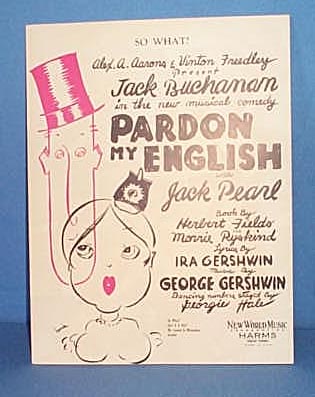 SO WHAT?
Alex. A. Aarons & Vinton Freedley
Present
Jack Buchanan
in the new musical comedy
PARDON
MY ENGLISH
with
Jack Pearl
Book By
Herbert Fields
Morrie Ryskind
Lyrics By
IRA GERSHWIN
Music By
GEORGE GERSHWIN
Dancing numbers staged by
Georgie Hale
So What?
NEW WORLD MUSIC
HARMS